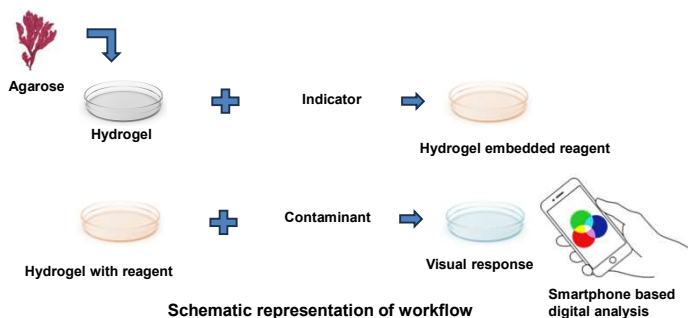 Agarose
Hydrogel
Indicator
Hydrogel embedded reagent
Hydrogel with reagent
Contaminant
Visual response
Smartphone based
digital analysis
Schematic representation of workflow